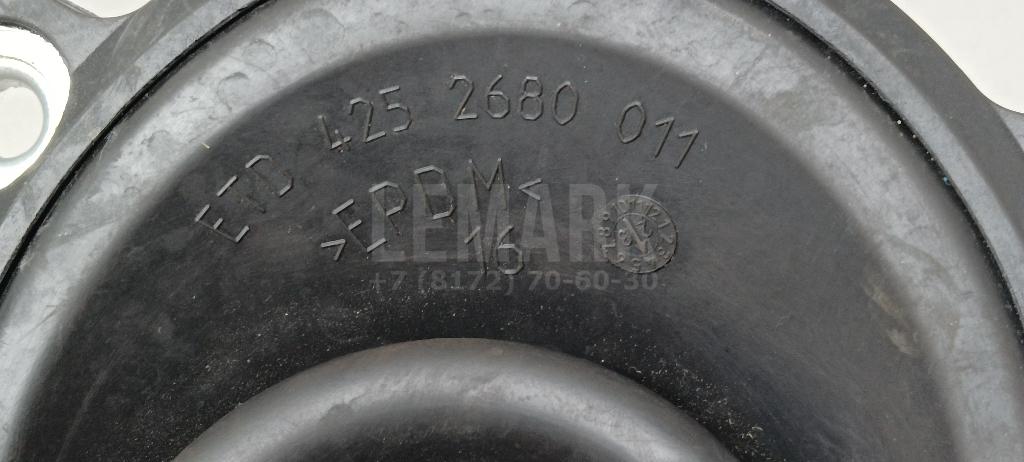 ETD 425 2680 011
>EPDM<
16
LEMARK
+7 (8172) 70-60-30